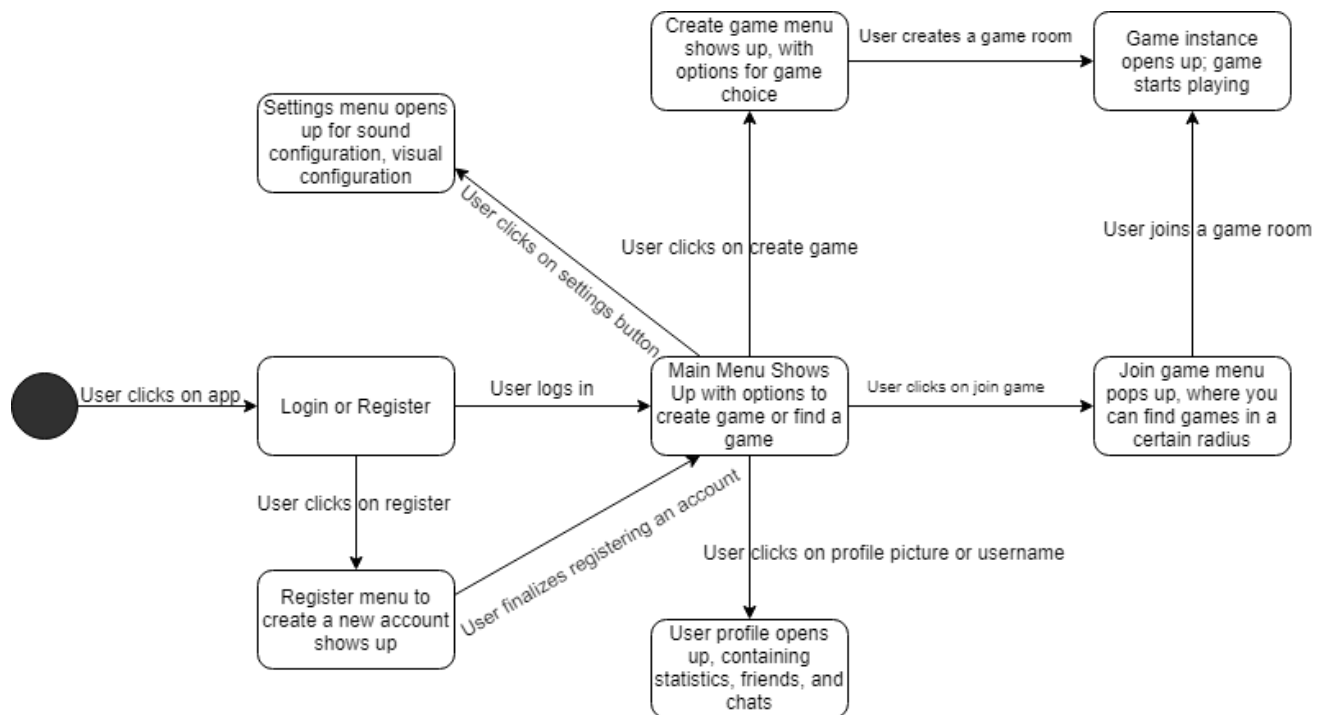 Create game menu
shows up, with
options for game
choice
User creates a game room
Game instance
opens up; game
starts playing
Settings menu opens
up for sound
configuration, visual
configuration
User clicks on settings button
User clicks on create game
User joins a game room
User clicks on app
Login or Register
User logs in
Main Menu Shows
Up with options to
create game or find a
game
User clicks on join game
Join game menu
pops up, where you
can find games in a
certain radius
User clicks on register
User finalizes registering an account
User clicks on profile picture or username
Register menu to
create a new account
shows up
User profile opens
up, containing
statistics, friends, and
chats